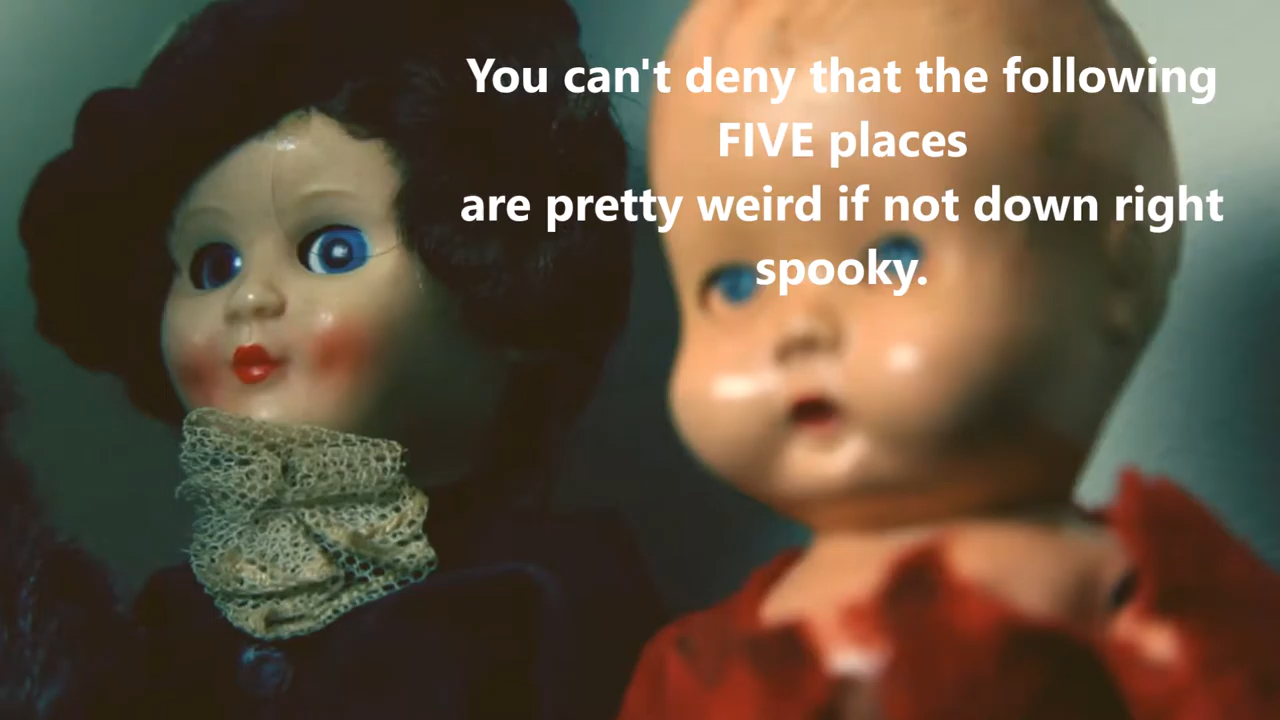 You can't deny that the following
FIVE places
are pretty weird if not down right
spooky.